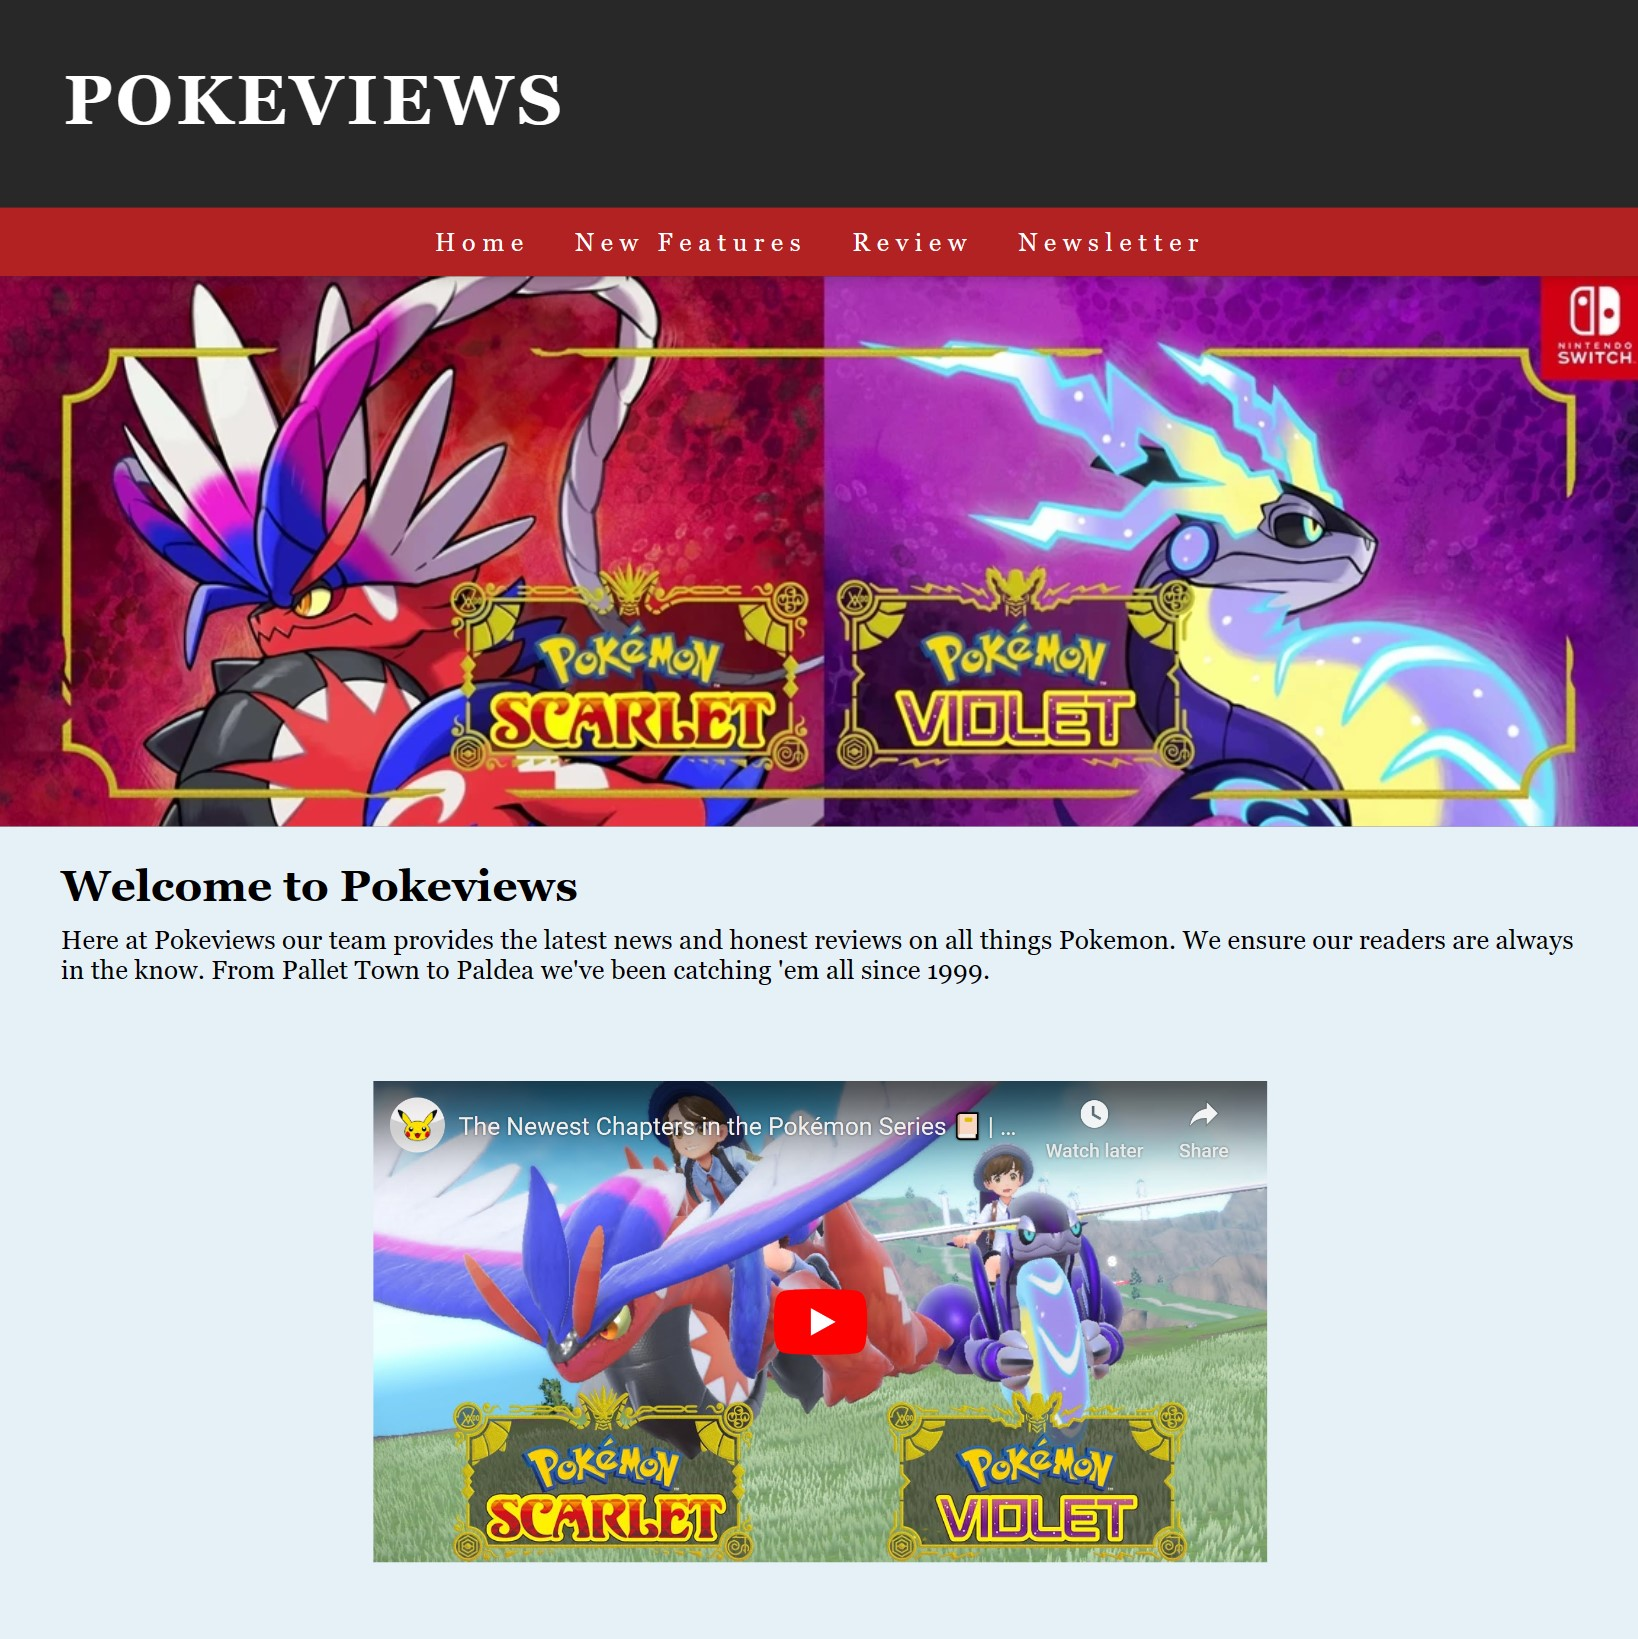 POKEVIEWS
Home New Features Review Newsletter
NINTENDO
SWITCH
POKéMON
SCARLET
POKéMON
VIOLET
Welcome to Pokeviews
Here at Pokeviews our team provides the latest news and honest reviews on all things Pokemon. We ensure our readers are always
in the know. From Pallet Town to Paldea we've been catching 'em all since 1999.
The Newest Chapters in the Pokémon Series 📔 | ...
Watch later Share
POKéMON
SCARLET
POKéMON
VIOLET